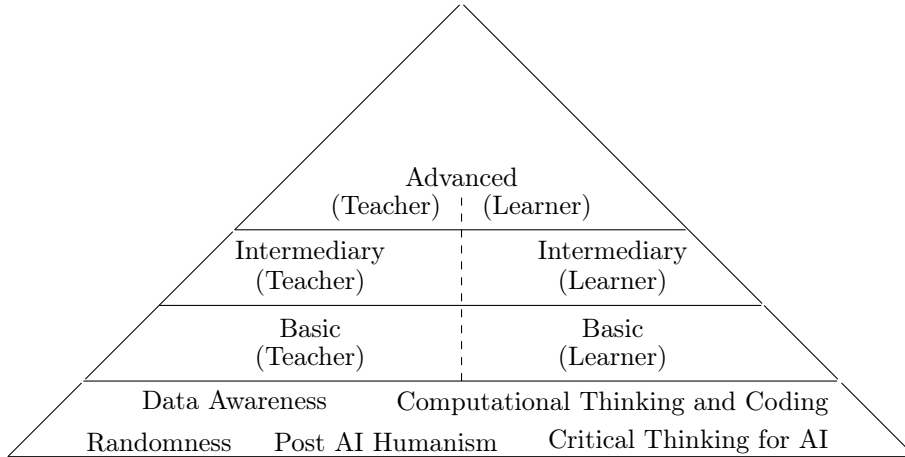 Advanced
(Teacher) (Learner)
Intermediary Intermediary
(Teacher) (Learner)
Basic Basic
(Teacher) (Learner)
Data Awareness Computational Thinking and Coding
Randomness Post AI Humanism Critical Thinking for AI